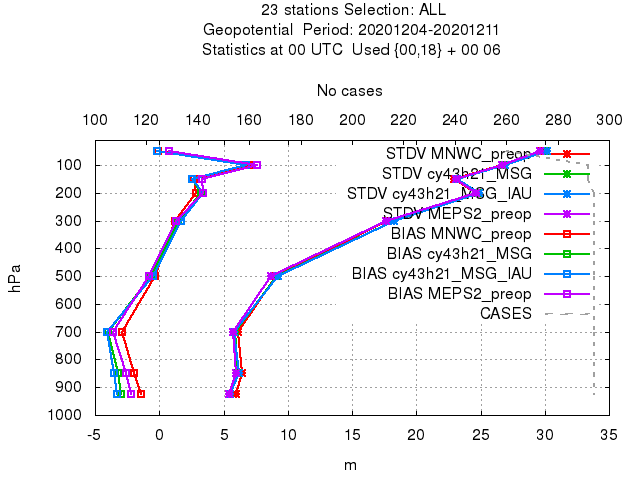 23 stations Selection: ALL
Geopotential  Period: 20201204-20201211
Statistics at 00 UTC  Used {00,18} + 00 06
No cases
100 120 140 160 180 200 220 240 260 280 300
STDV MNWC_preop
100
STDV cy43h21_MSG
200
STDV cy43h21_MSG_IAU
STDV MEPS2_preop
300
BIAS MNWC_preop
400
BIAS cy43h21_MSG
hPa
500
BIAS cy43h21_MSG_IAU
BIAS MEPS2_preop
600
CASES
700
800
900
1000
-5 0 5 10 15 20 25 30 35
m